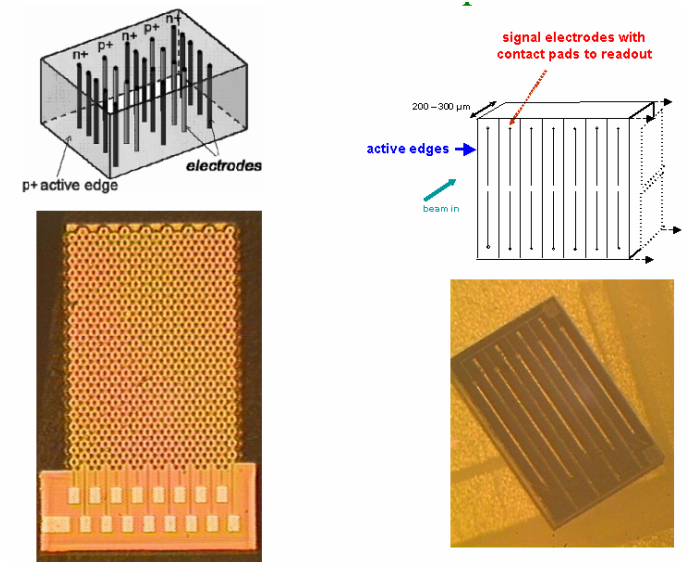 n+
p+
n+
p+
n+
electrodes
p+ active edge
signal electrodes with
contact pads to readout
200 – 300 μm
active edges
beam in